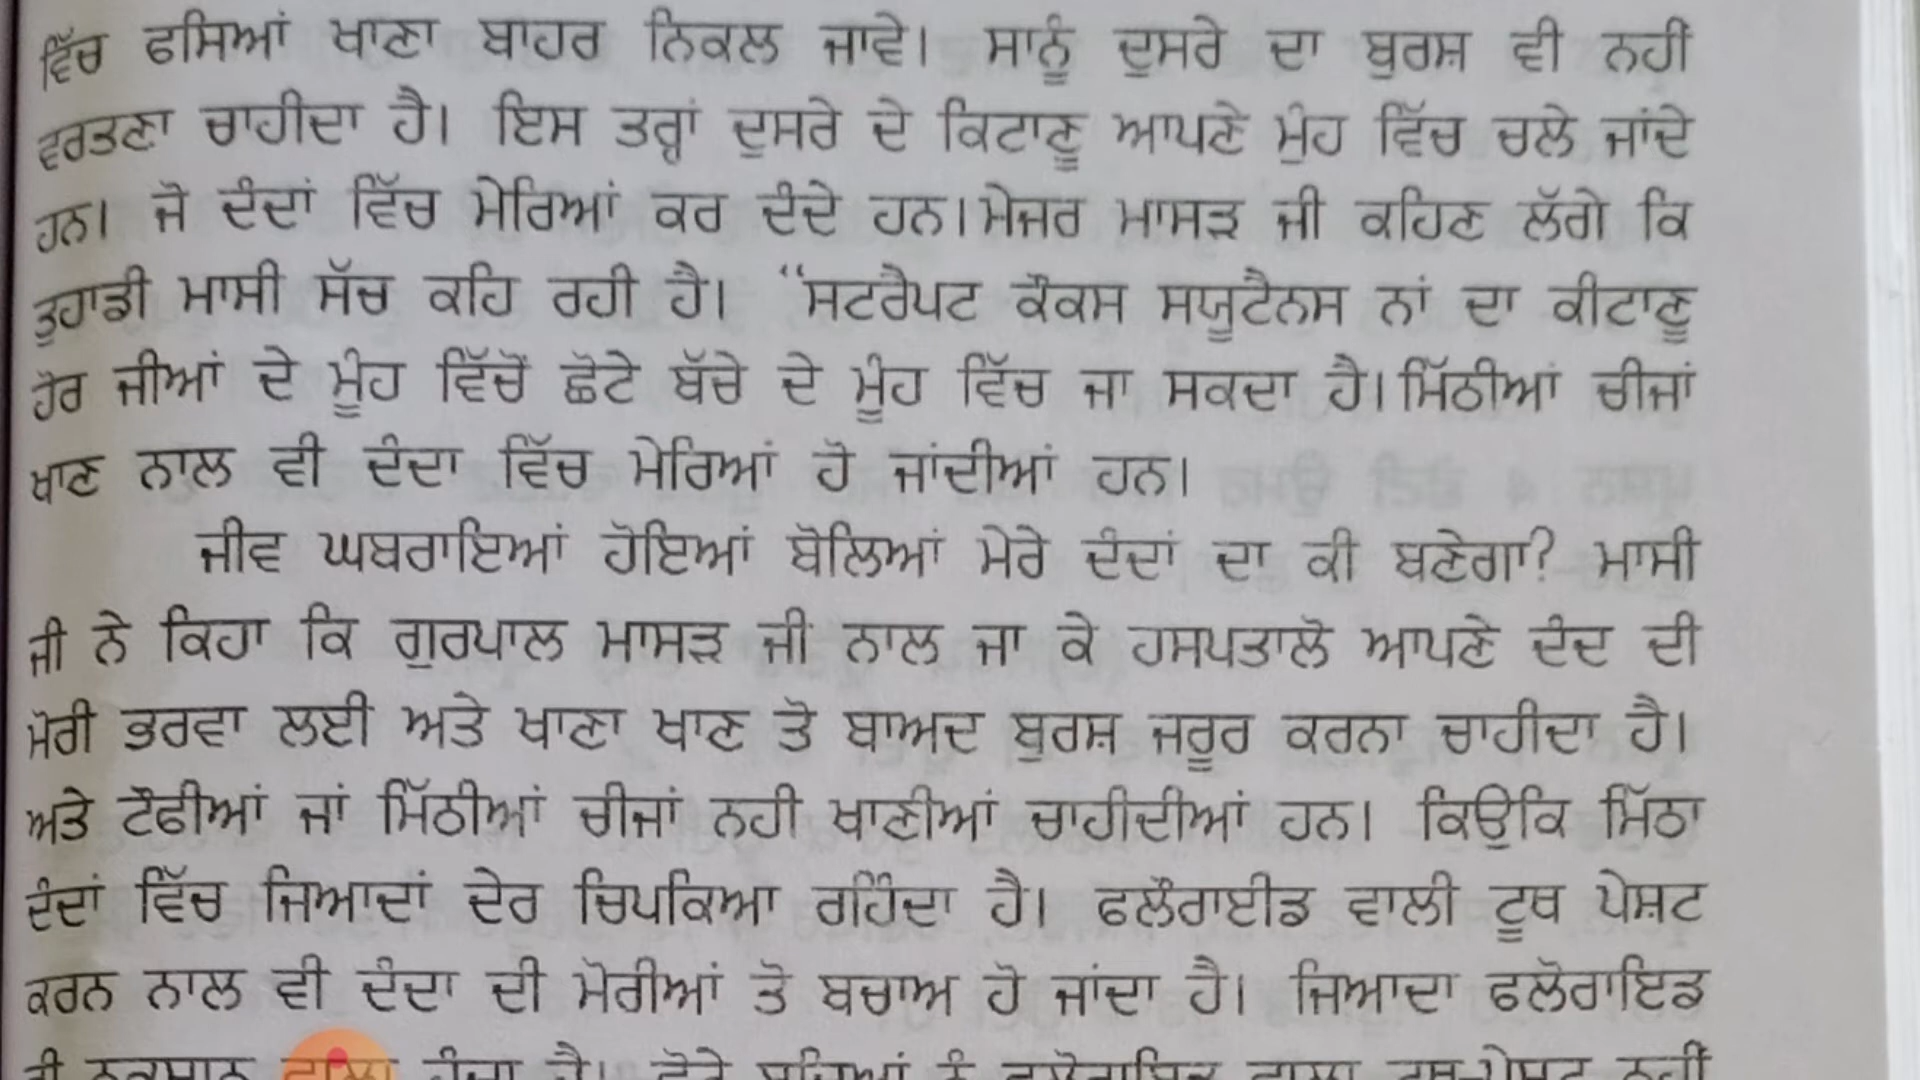 ਵਿੱਚ ਫਸਿਆਂ ਖਾਣਾ ਬਾਹਰ ਨਿਕਲ ਜਾਵੇ। ਸਾਨੂੰ ਦੁਸਰੇ ਦਾ ਬੁਰਸ਼ ਵੀ ਨਹੀਂ
ਵਰਤਣਾ ਚਾਹੀਦਾ ਹੈ। ਇਸ ਤਰ੍ਹਾਂ ਦੁਸਰੇ ਦੇ ਕਿਟਾਣੂ ਆਪਣੇ ਮੁੰਹ ਵਿੱਚ ਚਲੇ ਜਾਂਦੇ
ਹਨ। ਜੋ ਦੰਦਾਂ ਵਿੱਚ ਮੋਰਿਆਂ ਕਰ ਦੰਦੇ ਹਨ।ਮੇਜਰ ਮਾਸੜ ਜੀ ਕਹਿਣ ਲੱਗੇ ਕਿ
ਤੁਹਾਡੀ ਮਾਸੀ ਸੱਚ ਕਹਿ ਰਹੀ ਹੈ। “ਸਟਰੈਪਟ ਕੌਕਸ ਸਯੂਟੈਨਸ ਨਾਂ ਦਾ ਕੀਟਾਣੂ
ਹੋਰ ਜੀਆਂ ਦੇ ਮੂੰਹ ਵਿੱਚੋਂ ਛੋਟੇ ਬੱਚੇ ਦੇ ਮੂੰਹ ਵਿੱਚ ਜਾ ਸਕਦਾ ਹੈ।ਮਿੱਠੀਆਂ ਚੀਜਾਂ
ਖਾਣ ਨਾਲ ਵੀ ਦੰਦਾ ਵਿੱਚ ਮੋਰਿਆਂ ਹੋ ਜਾਂਦੀਆਂ ਹਨ।
ਜੀਵ ਘਬਰਾਇਆਂ ਹੋਇਆਂ ਬੋਲਿਆਂ ਮੇਰੇ ਦੰਦਾਂ ਦਾ ਕੀ ਬਣੇਗਾ? ਮਾਸੀ
ਜੀ ਨੇ ਕਿਹਾ ਕਿ ਗੁਰਪਾਲ ਮਾਸੜ ਜੀ ਨਾਲ ਜਾ ਕੇ ਹਸਪਤਾਲੋ ਆਪਣੇ ਦੰਦ ਦੀ
ਮੋਰੀ ਭਰਵਾ ਲਈ ਅਤੇ ਖਾਣਾ ਖਾਣ ਤੋ ਬਾਅਦ ਬੁਰਸ਼ ਜਰੂਰ ਕਰਨਾ ਚਾਹੀਦਾ ਹੈ।
ਅਤੇ ਟੌਫੀਆਂ ਜਾਂ ਮਿੱਠੀਆਂ ਚੀਜਾਂ ਨਹੀ ਖਾਣੀਆਂ ਚਾਹੀਦੀਆਂ ਹਨ। ਕਿਉਂਕਿ ਮਿੱਠਾ
ਦੰਦਾਂ ਵਿੱਚ ਜਿਆਦਾਂ ਦੇਰ ਚਿਪਕਿਆ ਰਹਿੰਦਾ ਹੈ। ਫਲੌਰਾਈਡ ਵਾਲੀ ਟੂਥ ਪੇਸ਼ਟ
ਕਰਨ ਨਾਲ ਵੀ ਦੰਦਾ ਦੀ ਮੋਰੀਆਂ ਤੋ ਬਚਾਅ ਹੋ ਜਾਂਦਾ ਹੈ। ਜਿਆਦਾ ਫਲੋਰਾਇਡ